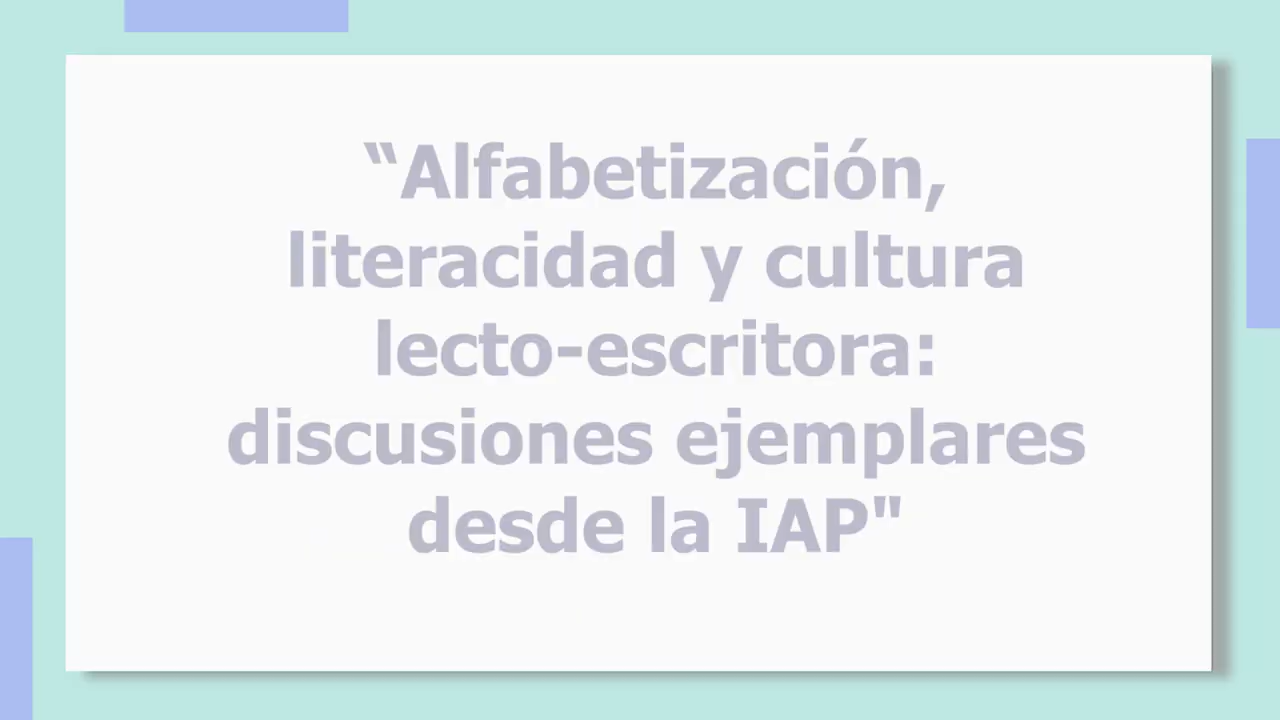 “Alfabetización,
literacidad y cultura
lecto-escritora:
discusiones ejemplares
desde la IAP"